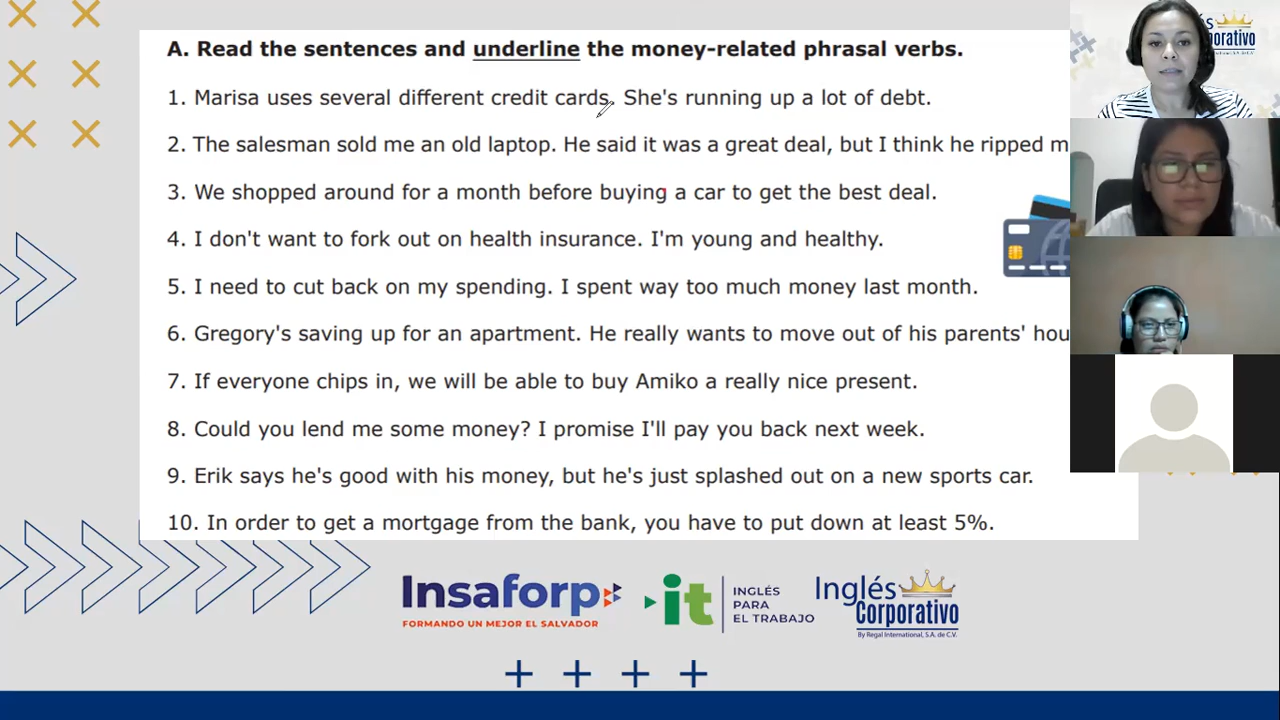 A. Read the sentences and underline the money-related phrasal verbs.
1. Marisa uses several different credit cards. She's running up a lot of debt.
2. The salesman sold me an old laptop. He said it was a great deal, but I think he ripped m
3. We shopped around for a month before buying a car to get the best deal.
4. I don't want to fork out on health insurance. I'm young and healthy.
5. I need to cut back on my spending. I spent way too much money last month.
6. Gregory's saving up for an apartment. He really wants to move out of his parents' hou
7. If everyone chips in, we will be able to buy Amiko a really nice present.
8. Could you lend me some money? I promise I'll pay you back next week.
9. Erik says he's good with his money, but he's just splashed out on a new sports car.
10. In order to get a mortgage from the bank, you have to put down at least 5%.
Insaforp
FORMANDO UN MEJOR EL SALVADOR
it
INGLÉS
PARA
EL TRABAJO
Inglés
Corporativo
By Regal International, S.A. de C.V.
és
orporativo